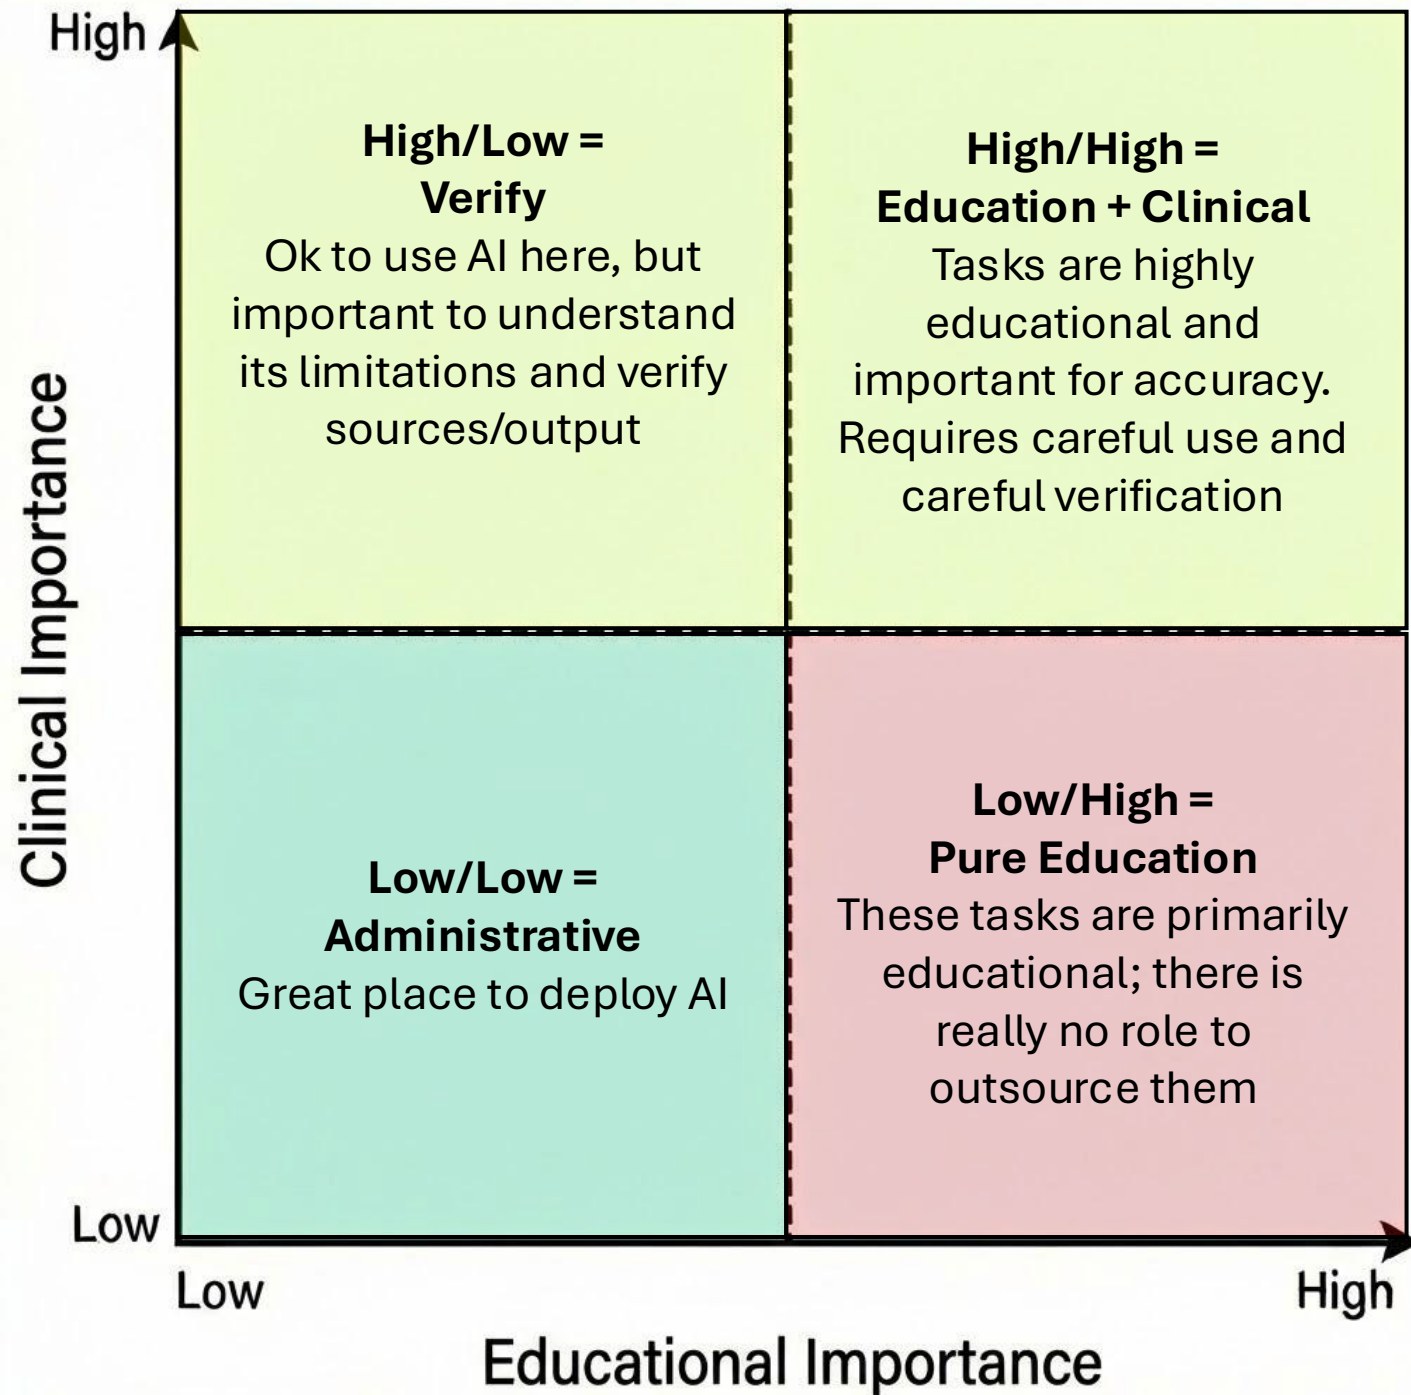 High
High/Low =
Verify
Ok to use AI here, but
important to understand
its limitations and verify
sources/output
High/High =
Education + Clinical
Tasks are highly
educational and
important for accuracy.
Requires careful use and
careful verification
Clinical Importance
Low/Low =
Administrative
Great place to deploy AI
Low/High =
Pure Education
These tasks are primarily
educational; there is
really no role to
outsource them
Low
Low
High
Educational Importance